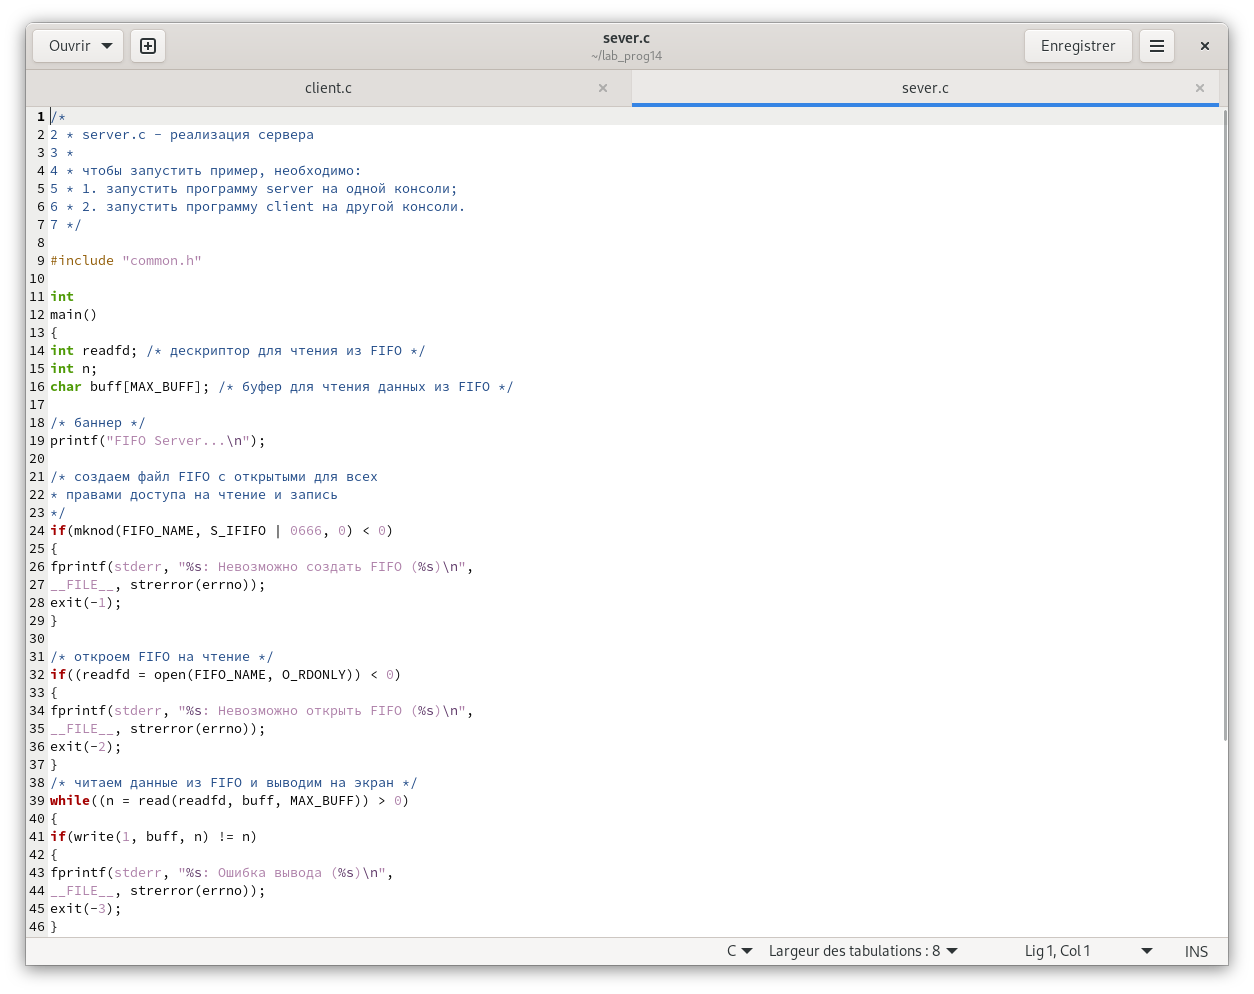 Ouvrir
sever.c
~/lab_prog14
Enregistrer
client.c
sever.c
1 /*
2 2 * server.c - реализация сервера
3 3 *
4 4 * чтобы запустить пример, необходимо:
5 5 * 1. запустить программу server на одной консоли;
6 6 * 2. запустить программу client на другой консоли.
7 7 */
8
9 #include "common.h"
10
11 int
12 main()
13 {
14 int readfd; /* дескриптор для чтения из FIFO */
15 int n;
16 char buff[MAX_BUFF]; /* буфер для чтения данных из FIFO */
17
18 /* баннер */
19 printf("FIFO Server...\n");
20
21 /* создаем файл FIFO с открытыми для всех
22 * правами доступа на чтение и запись
23 */
24 if(mknod(FIFO_NAME, S_IFIFO | 0666, 0) < 0)
25 {
26 fprintf(stderr, "%s: Невозможно создать FIFO (%s)\n",
27 __FILE__, strerror(errno));
28 exit(-1);
29 }
30
31 /* откроем FIFO на чтение */
32 if((readfd = open(FIFO_NAME, O_RDONLY)) < 0)
33 {
34 fprintf(stderr, "%s: Невозможно открыть FIFO (%s)\n",
35 __FILE__, strerror(errno));
36 exit(-2);
37 }
38 /* читаем данные из FIFO и выводим на экран */
39 while((n = read(readfd, buff, MAX_BUFF)) > 0)
40 {
41 if(write(1, buff, n) != n)
42 {
43 fprintf(stderr, "%s: Ошибка вывода (%s)\n",
44 __FILE__, strerror(errno));
45 exit(-3);
46 }
C
Largeur des tabulations : 8
Lig 1, Col 1
INS